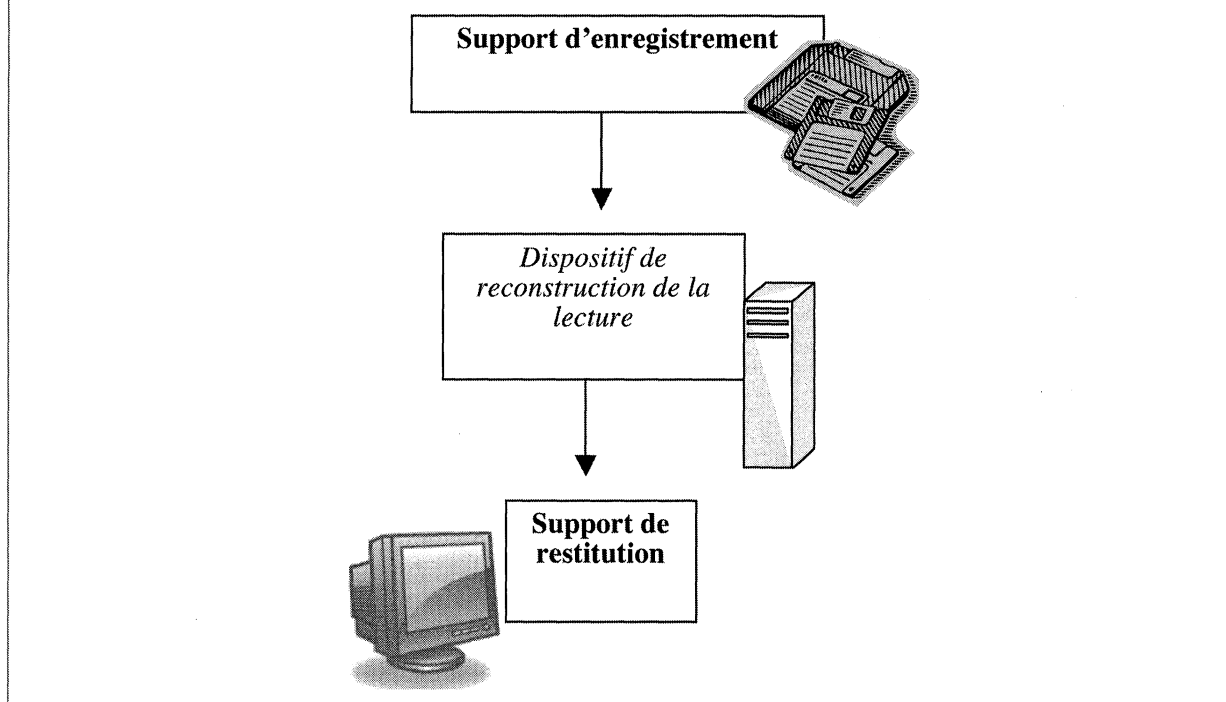 Support d'enregistrement
Dispositif de
reconstruction de la
lecture
Support de
restitution